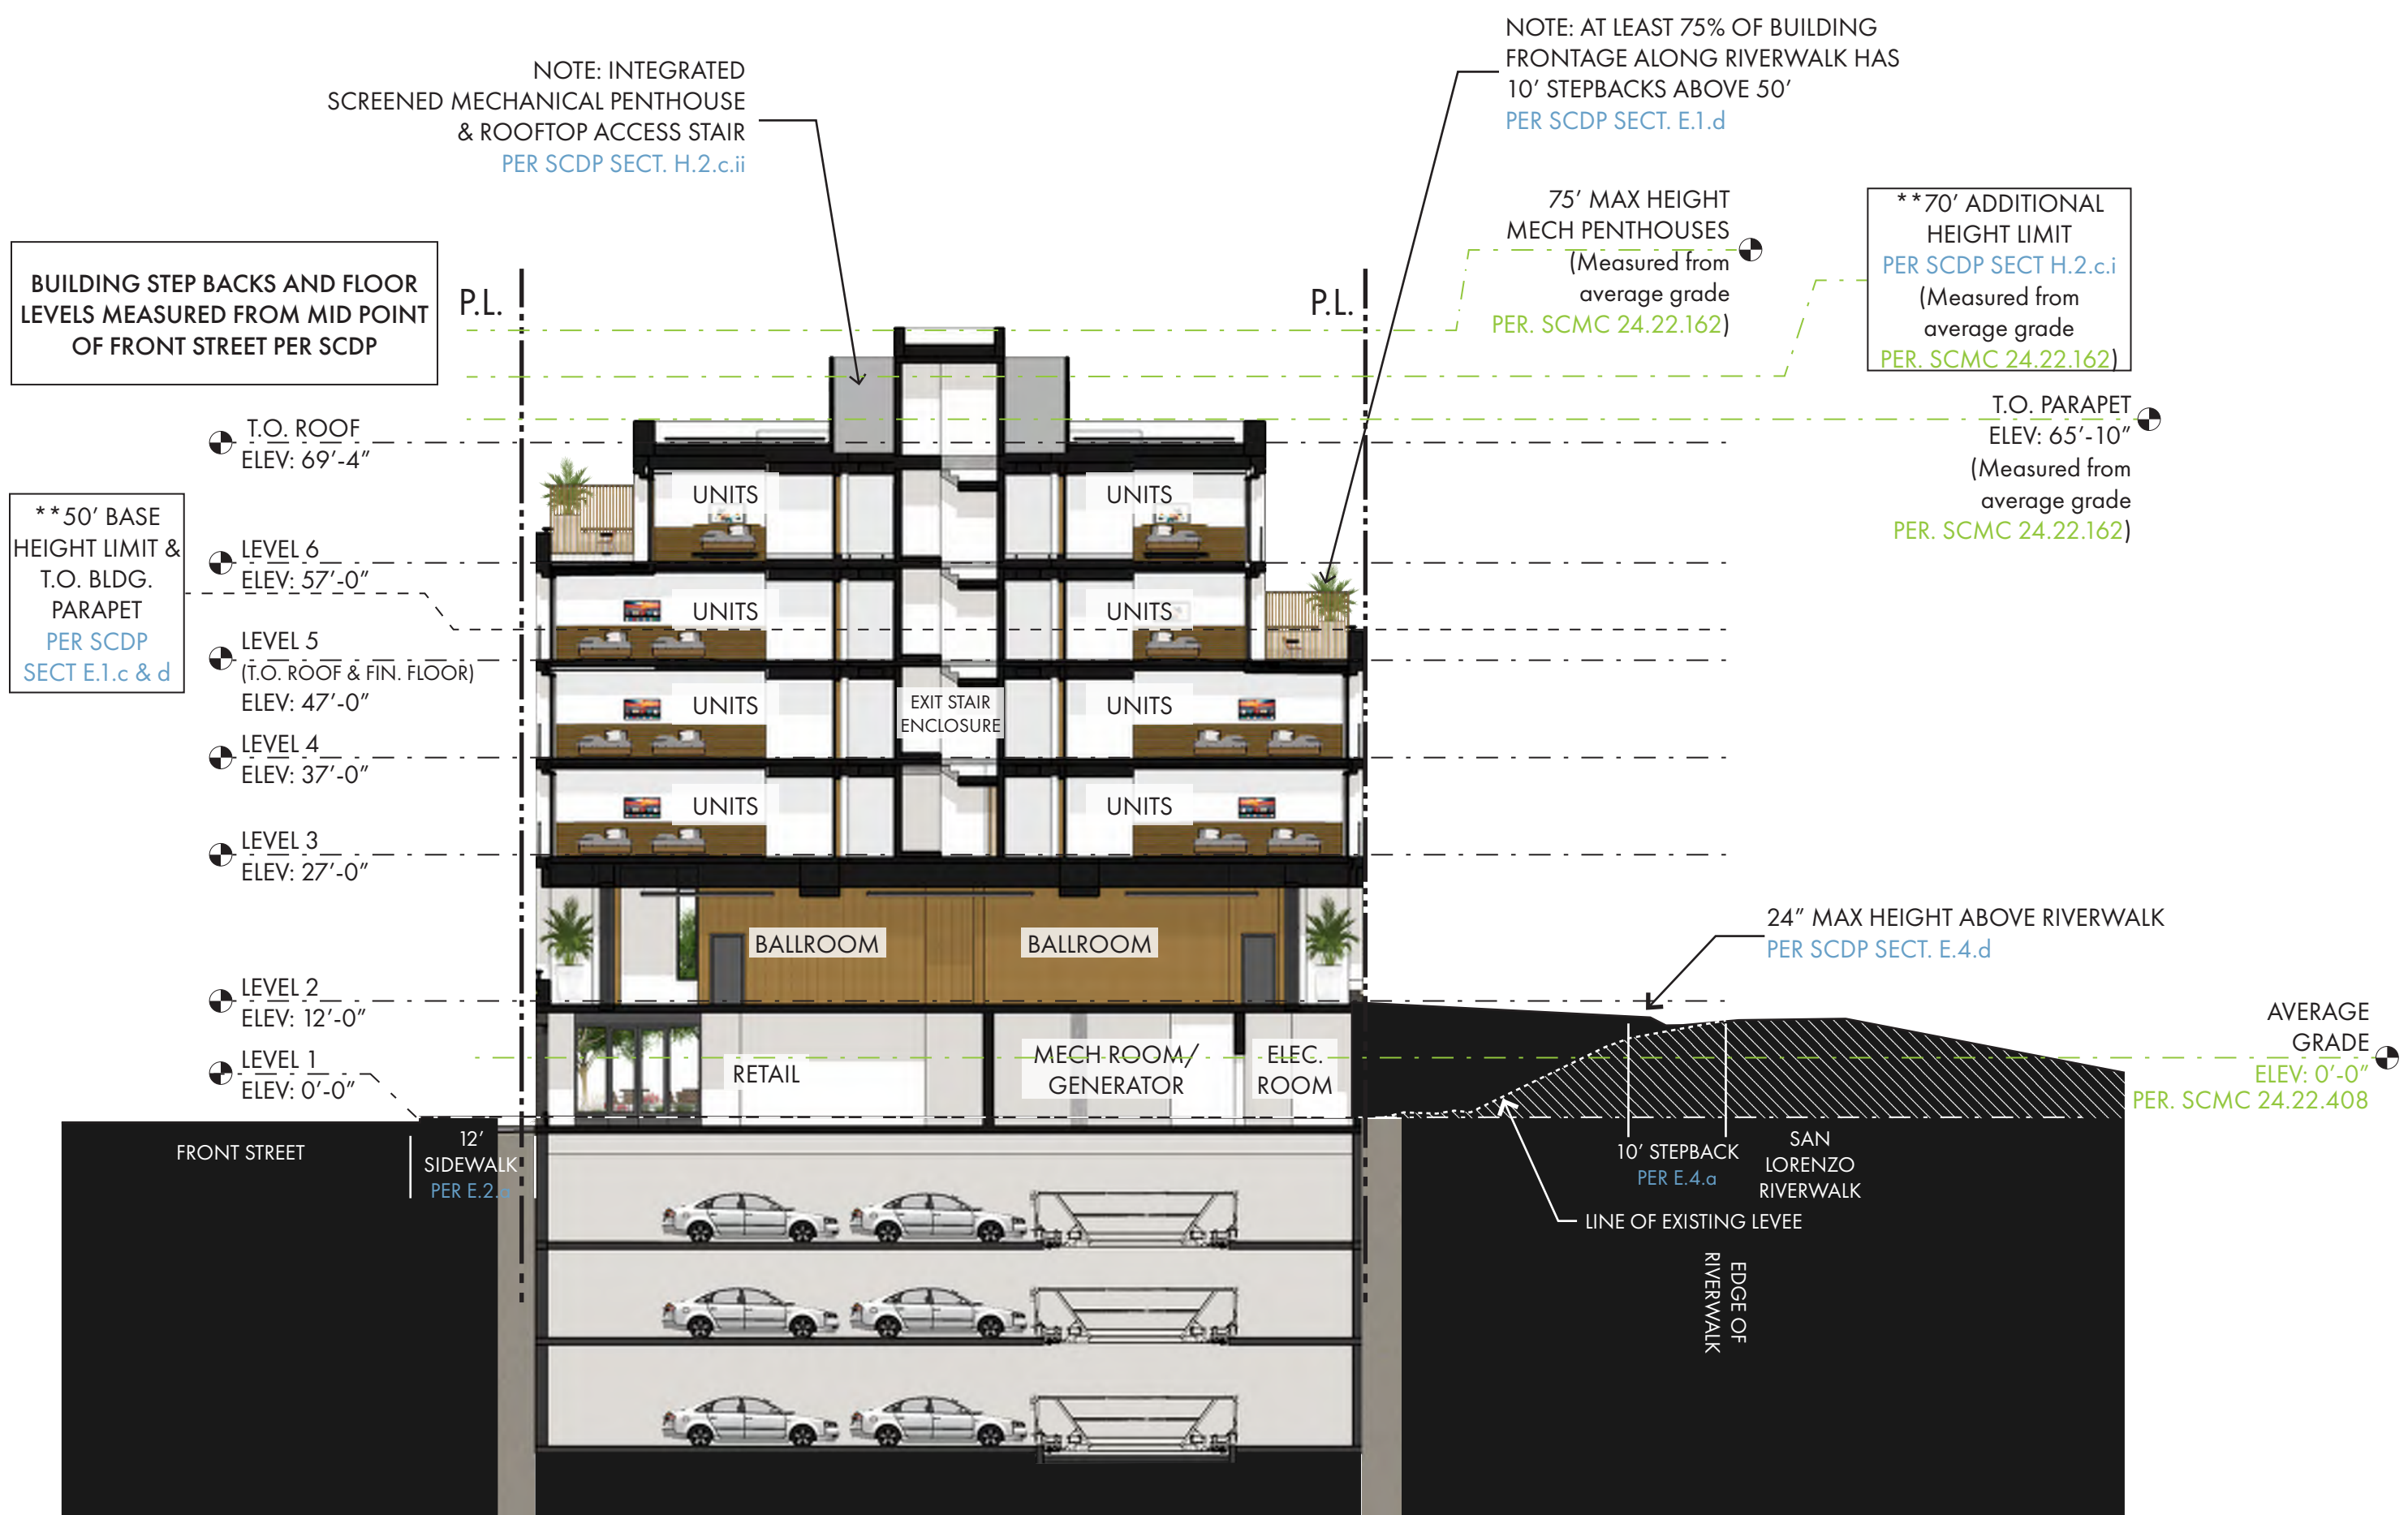 NOTE: INTEGRATED
SCREENED MECHANICAL PENTHOUSE
& ROOFTOP ACCESS STAIR
PER SCDP SECT. H.2.c.ii
NOTE: AT LEAST 75% OF BUILDING
FRONTAGE ALONG RIVERWALK HAS
10’ STEPBACKS ABOVE 50’
PER SCDP SECT. E.1.d
75’ MAX HEIGHT
MECH PENTHOUSES
(Measured from
average grade
PER. SCMC 24.22.162)
**70’ ADDITIONAL
HEIGHT LIMIT
PER SCDP SECT H.2.c.i
(Measured from
average grade
PER. SCMC 24.22.162)
BUILDING STEP BACKS AND FLOOR
LEVELS MEASURED FROM MID POINT
OF FRONT STREET PER SCDP
P.L.
P.L.
T.O. PARAPET
ELEV: 65’-10”
(Measured from
average grade
PER. SCMC 24.22.162)
T.O. ROOF
ELEV: 69’-4”
**50’ BASE
HEIGHT LIMIT &
T.O. BLDG.
PARAPET
PER SCDP
SECT E.1.c & d
LEVEL 6
ELEV: 57’-0”
LEVEL 5
(T.O. ROOF & FIN. FLOOR)
ELEV: 47’-0”
LEVEL 4
ELEV: 37’-0”
LEVEL 3
ELEV: 27’-0”
LEVEL 2
ELEV: 12’-0”
LEVEL 1
ELEV: 0’-0”
UNITS
UNITS
UNITS
UNITS
UNITS
EXIT STAIR
ENCLOSURE
UNITS
UNITS
UNITS
BALLROOM
BALLROOM
RETAIL
MECH ROOM/
GENERATOR
ELEC.
ROOM
24” MAX HEIGHT ABOVE RIVERWALK
PER SCDP SECT. E.4.d
AVERAGE
GRADE
ELEV: 0’-0”
PER. SCMC 24.22.408
FRONT STREET
12’
SIDEWALK
PER E.2.
10’ STEPBACK
PER E.4.a
SAN
LORENZO
RIVERWALK
LINE OF EXISTING LEVEE
EDGE OF
RIVERWALK